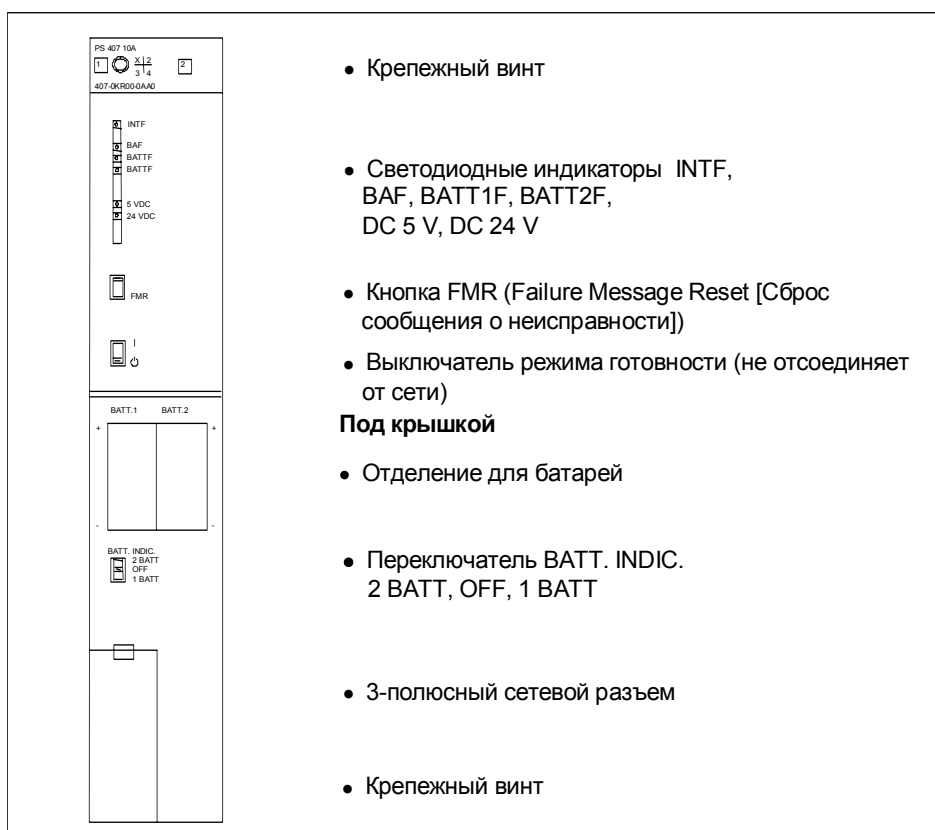 PS 407 10A
1 X 2 2
3 4
407-0KR00-0AA0
INTF
BAF
BATTF
BATTF
5 VDC
24 VDC
FMR
I
BATT.1 BATT.2
+ +
- -
BATT. INDIC.
2 BATT
OFF
1 BATT
• Крепежный винт
• Светодиодные индикаторы INTF,
BAF, BATT1F, BATT2F,
DC 5 V, DC 24 V
• Кнопка FMR (Failure Message Reset [Сброс
сообщения о неисправности])
• Выключатель режима готовности (не отсоединяет
от сети)
Под крышкой
• Отделение для батарей
• Переключатель BATT. INDIC.
2 BATT, OFF, 1 BATT
• 3-полюсный сетевой разъем
• Крепежный винт